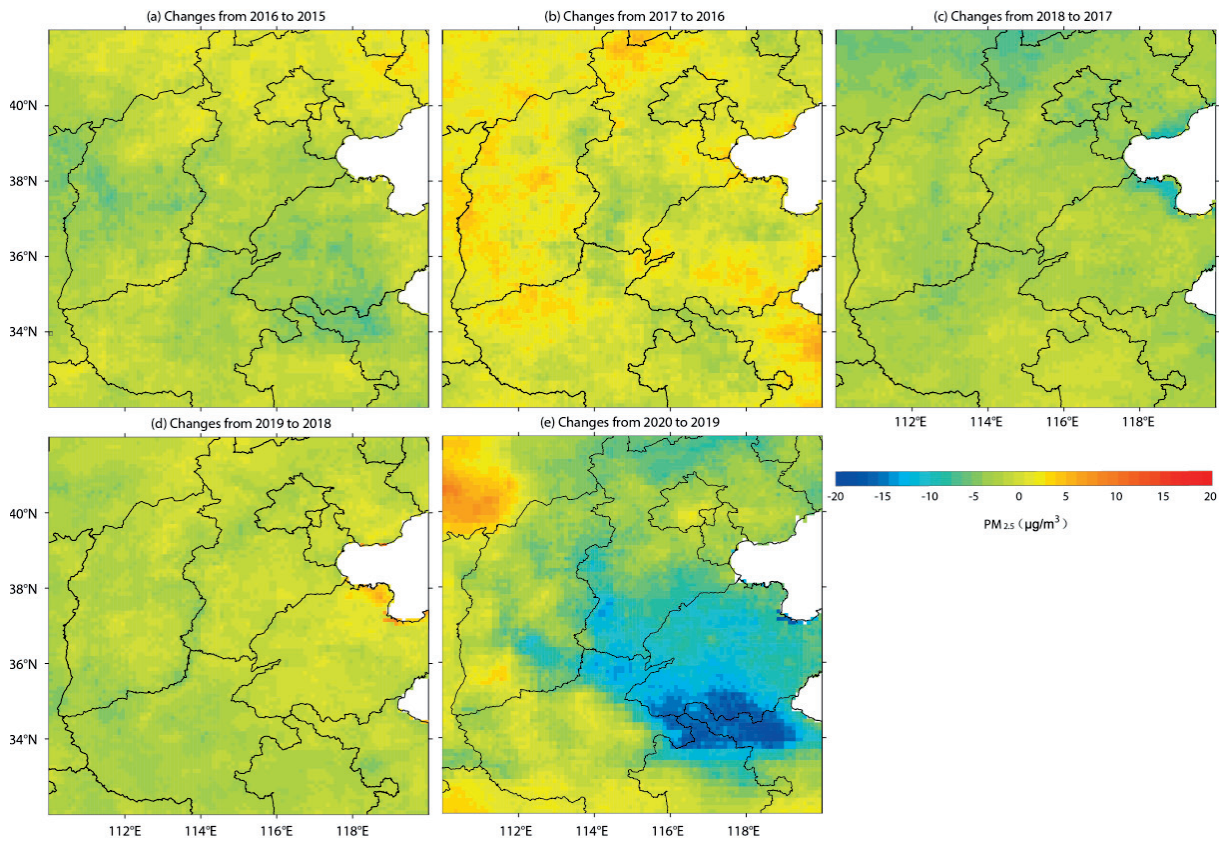 (a) Changes from 2016 to 2015
(b) Changes from 2017 to 2016
(c) Changes from 2018 to 2017
40°N
38°N
36°N
34°N
112°E 114°E 116°E 118°E
(d) Changes from 2019 to 2018
(e) Changes from 2020 to 2019
40°N
38°N
36°N
34°N
112°E 114°E 116°E 118°E
112°E 114°E 116°E 118°E
-20 -15 -10 -5 0 5 10 15 20
PM 2.5 (μg/m³)